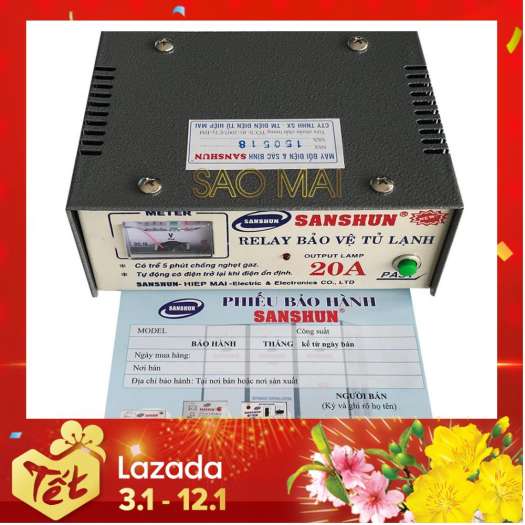 MÁY ĐỔI ĐIỆN & SẠC BÌNH SANSHUN
150518
CTY TNHH SX - TM ĐIỆN ĐIỆN TỬ HIỆP MAI
SAO MAI
METER
V
SANSHUN
SANSHUN®
NEW
RELAY BẢO VỆ TỦ LẠNH
OUTPUT LAMP
20A
* Có trễ 5 phút chống nghẹt gaz.
* Tự động có điện trở lại khi điện ổn định.
SANSHUN- HIEP MAI-Electric & Electronics CO., LTD
SANSHUN
PHIẾU BẢO HÀNH
SANSHUN®
MODEL
Công suất
BẢO HÀNH THÁNG kể từ ngày bán
Ngày mua hàng:
Nơi bán
Địa chỉ bảo hành: Tại nơi bán hoặc nơi sản xuất
NGƯỜI BÁN
(Ký và ghi rõ họ tên)
Tết
Lazada
3.1 - 12.1